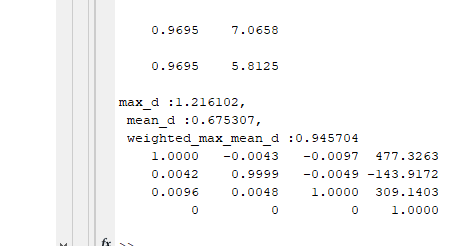 0.9695 7.0658
0.9695 5.8125
max_d :1.216102,
mean_d :0.675307,
weighted_max_mean_d :0.945704
1.0000 -0.0043 -0.0097 477.3263
0.0042 0.9999 -0.0049 -143.9172
0.0096 0.0048 1.0000 309.1403
0 0 0 1.0000
fx >>